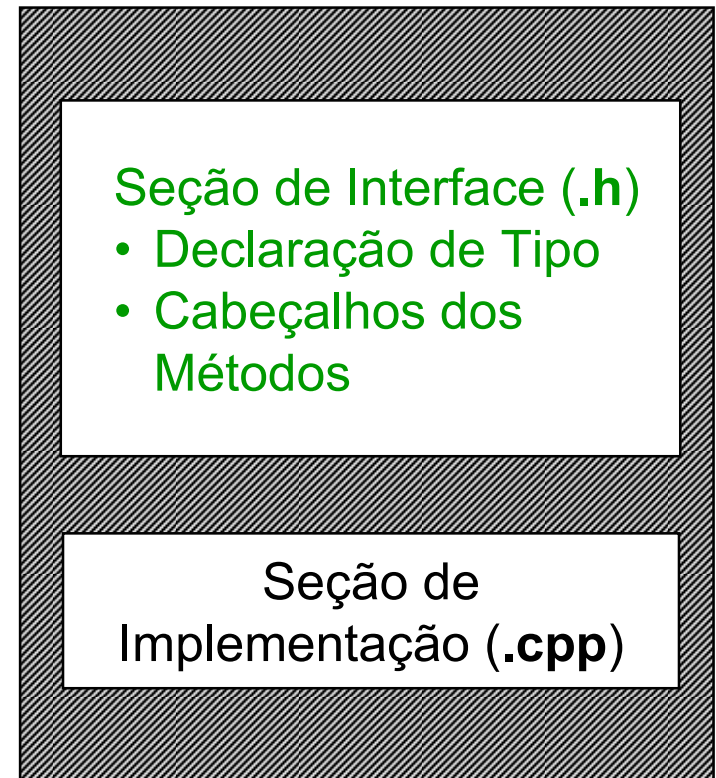 Seção de Interface (.h)
• Declaração de Tipo
• Cabeçalhos dos
Métodos
Seção de
Implementação (.cpp)